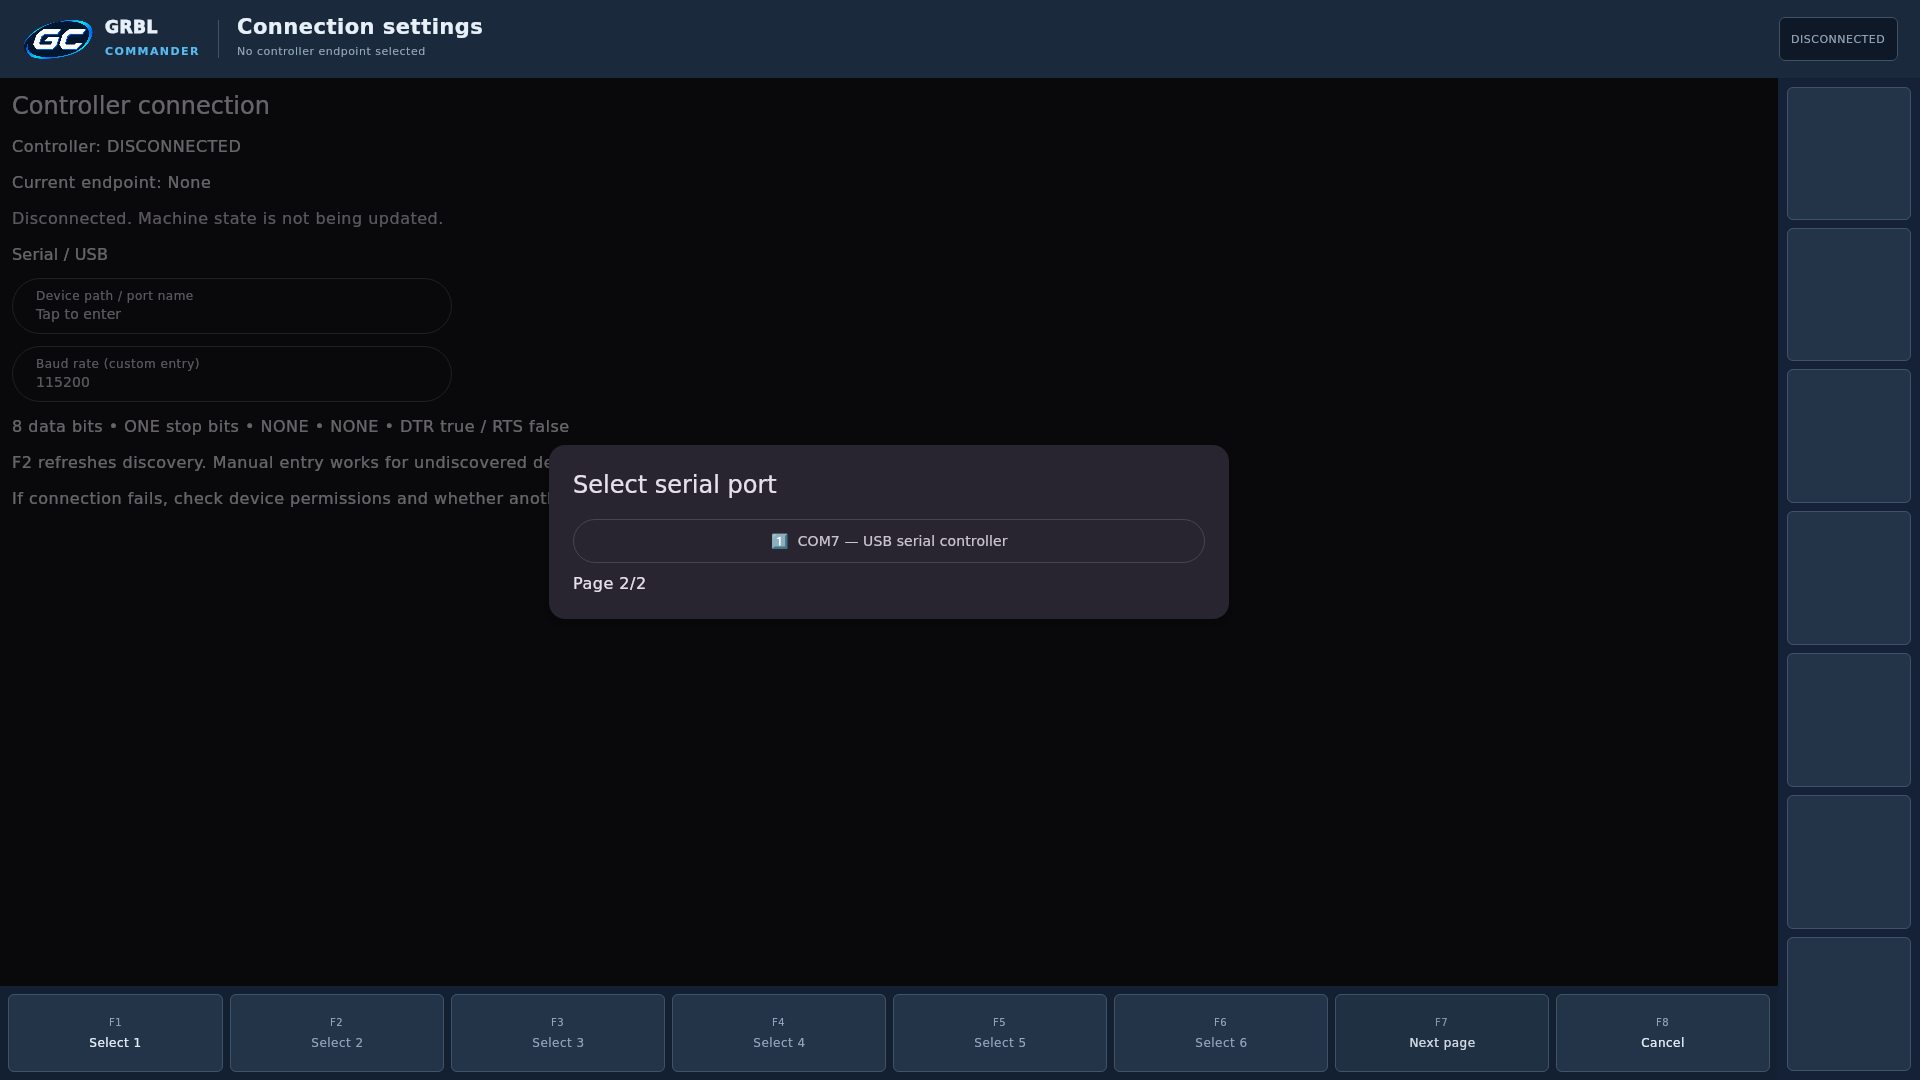 GC
GRBL
COMMANDER
Connection settings
No controller endpoint selected
DISCONNECTED
Controller connection
Controller: DISCONNECTED
Current endpoint: None
Disconnected. Machine state is not being updated.
Serial / USB
Device path / port name
Tap to enter
Baud rate (custom entry)
115200
8 data bits • ONE stop bits • NONE • NONE • DTR true / RTS false
F2 refreshes discovery. Manual entry works for undiscovered
If connection fails, check device permissions and whether
Select serial port
1️⃣ COM7 — USB serial controller
Page 2/2
F1
Select 1
F2
Select 2
F3
Select 3
F4
Select 4
F5
Select 5
F6
Select 6
F7
Next page
F8
Cancel